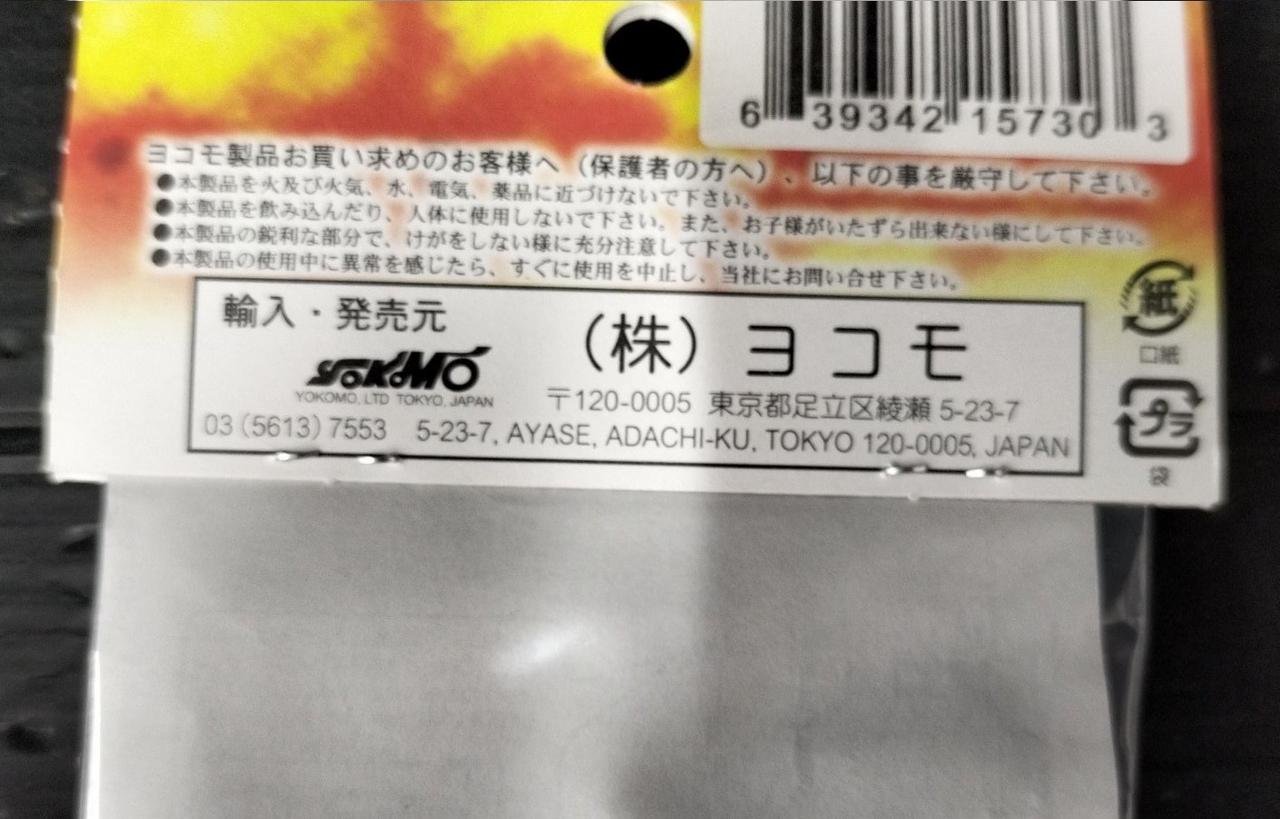 6 39342 15730 3
ヨコモ製品お買い求めのお客様へ（保護者の方へ）、以下の事を厳守して下さい。
●本製品を火及び火気、水、電気、薬品に近づけないで下さい。
●本製品を飲み込んだり、人体に使用しないで下さい。また、お子様がいたずら出来ない様にして下さい。
●本製品の鋭利な部分で、けがをしない様に充分注意して下さい。
●本製品の使用中に異常を感じたら、すぐに使用を中止し、当社にお問い合せ下さい。
紙
口紙
プラ
袋
輸入・発売元
（株）ヨコモ
YOKOMO
YOKOMO, LTD TOKYO, JAPAN
〒120-0005 東京都足立区綾瀬 5-23-7
03（5613）7553 5-23-7, AYASE, ADACHI-KU, TOKYO 120-0005, JAPAN